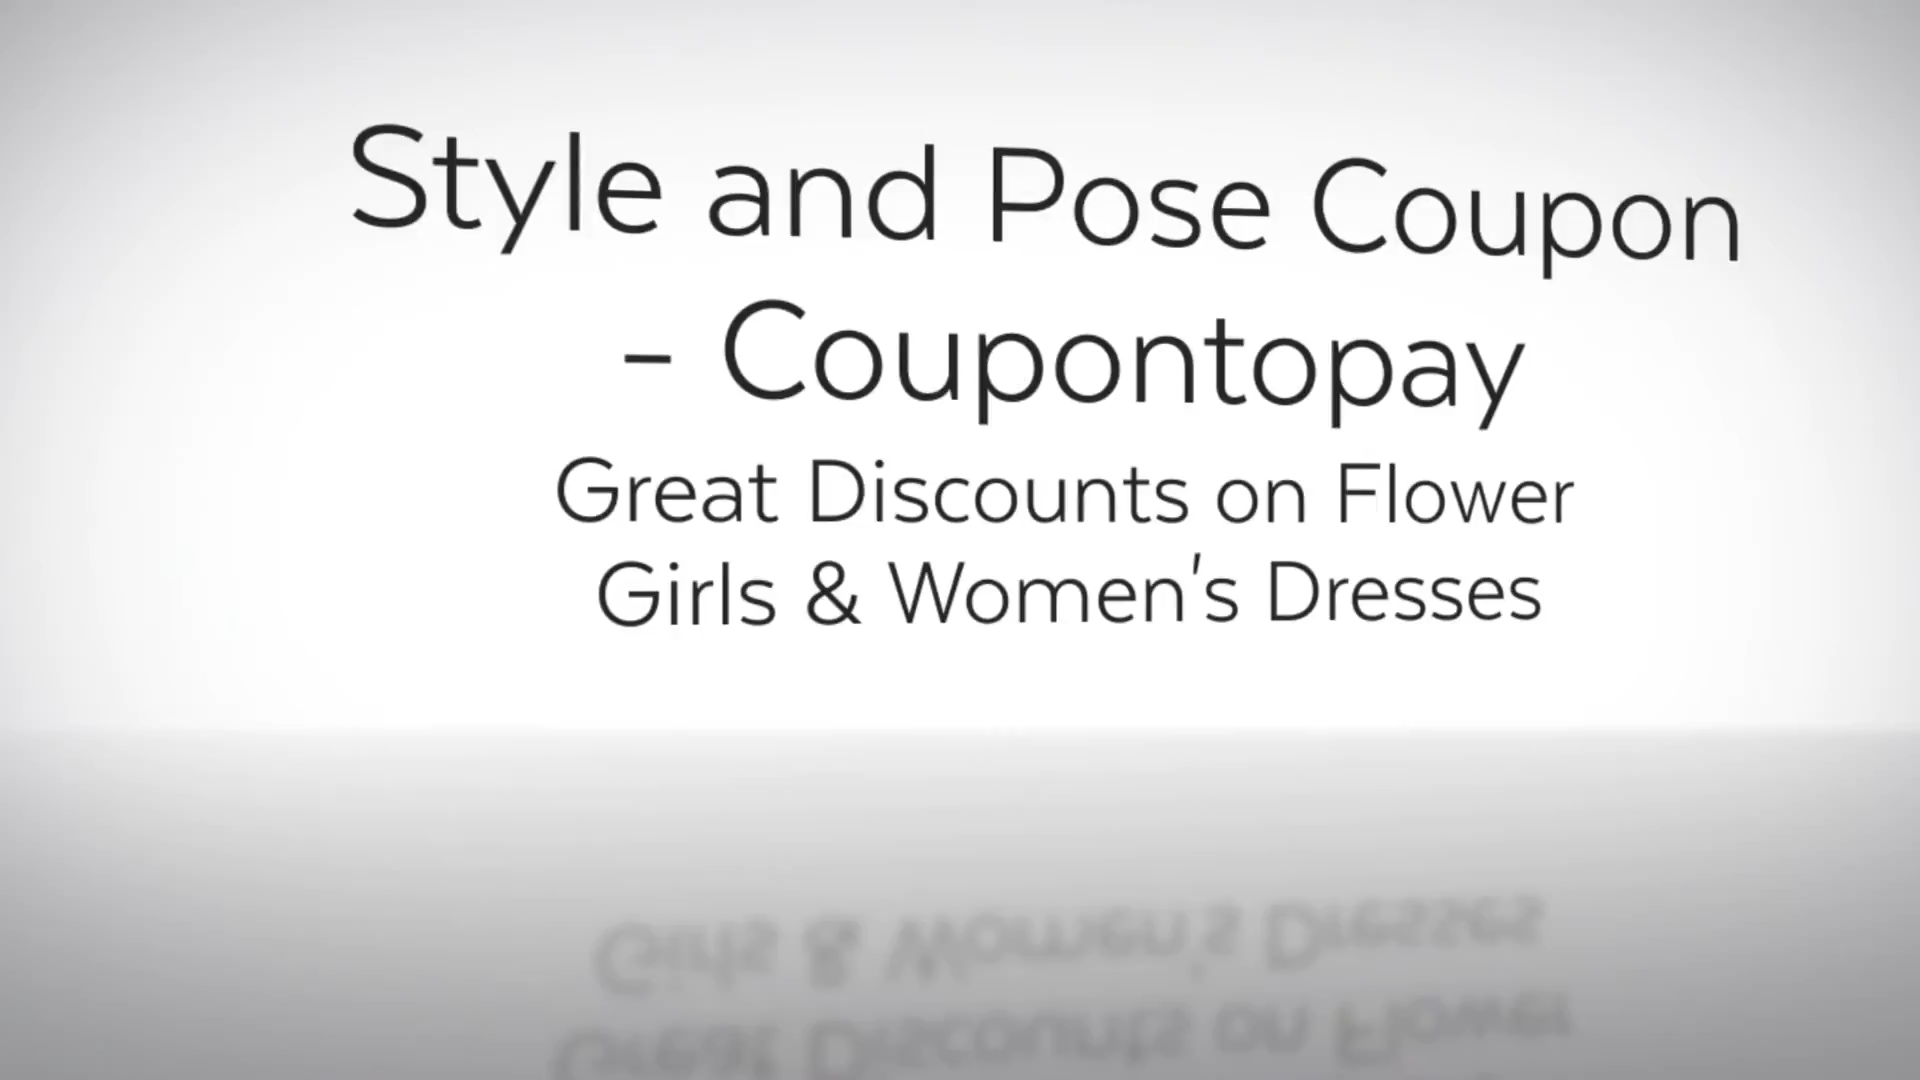 Style and Pose Coupon
- Coupontopay
Great Discounts on Flower
Girls & Women's Dresses